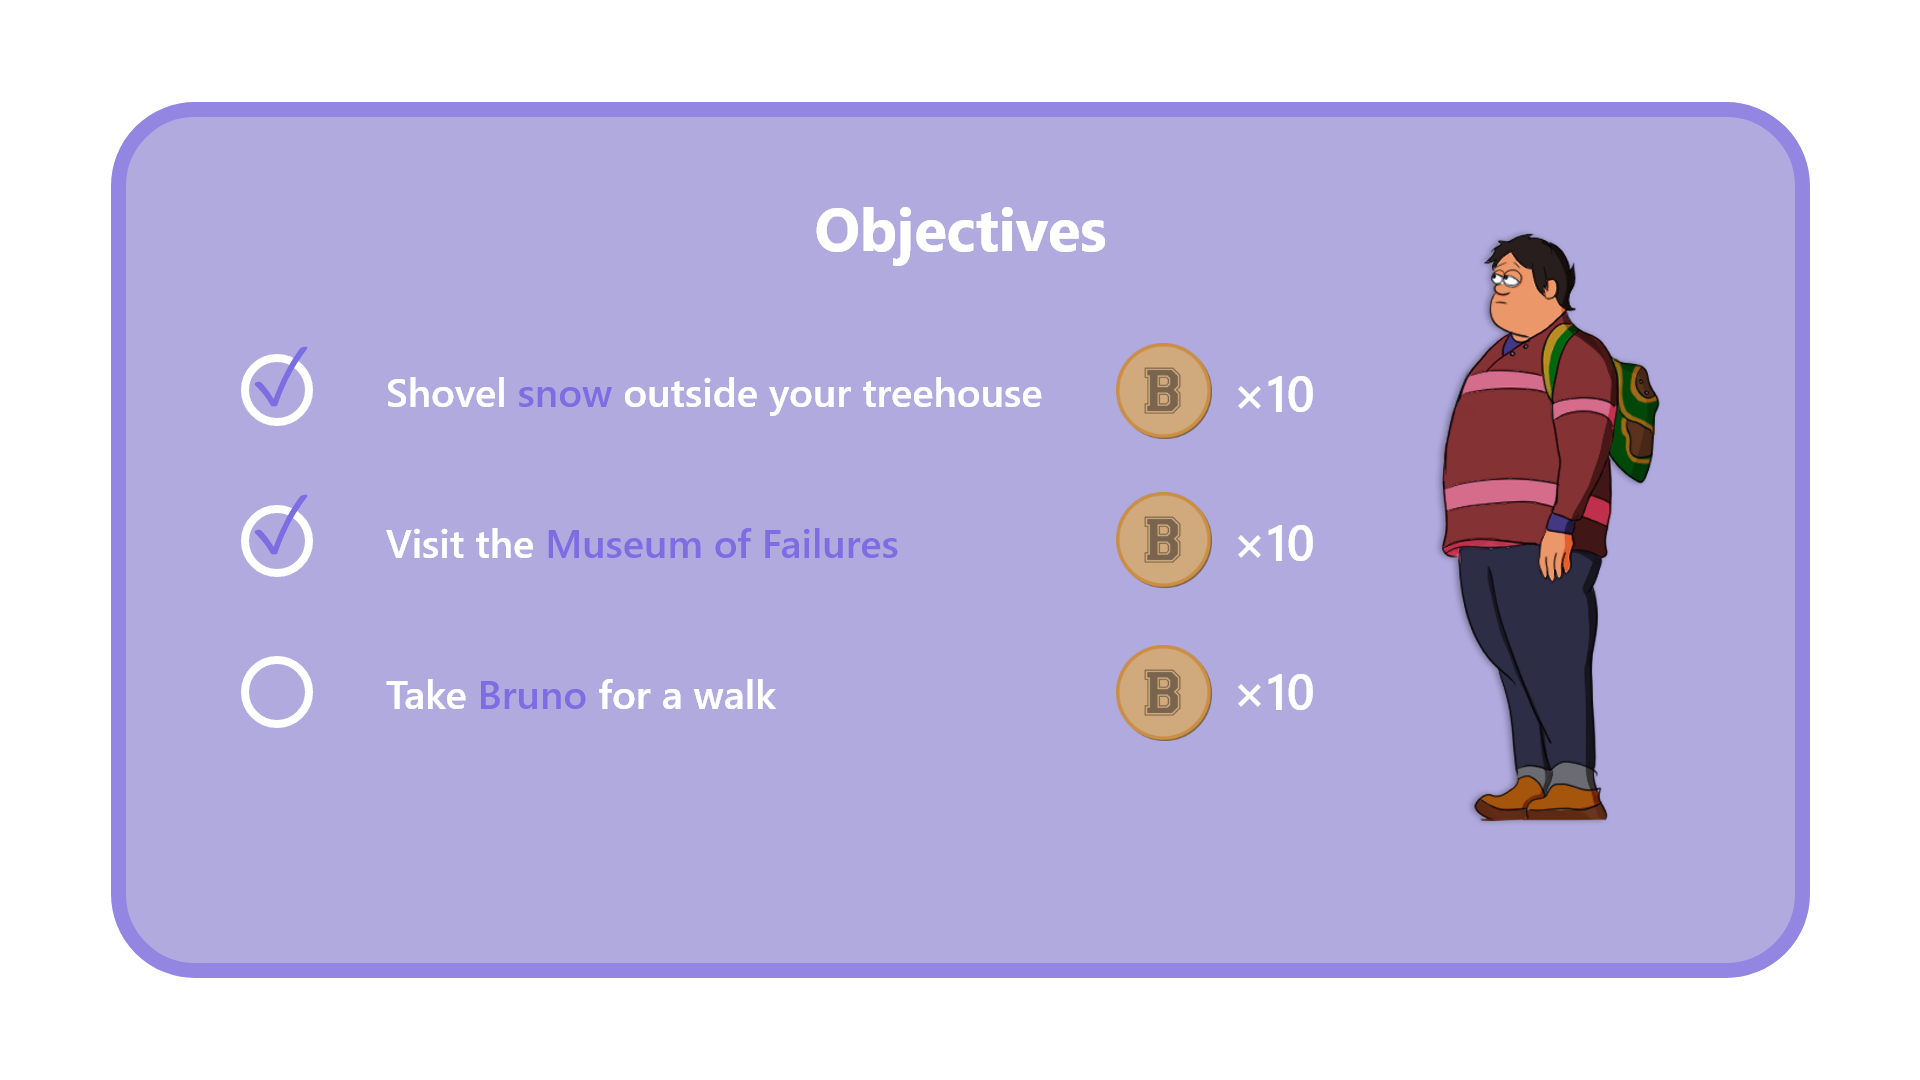 Objectives
Shovel snow outside your treehouse B ×10
Visit the Museum of Failures B ×10
Take Bruno for a walk B ×10